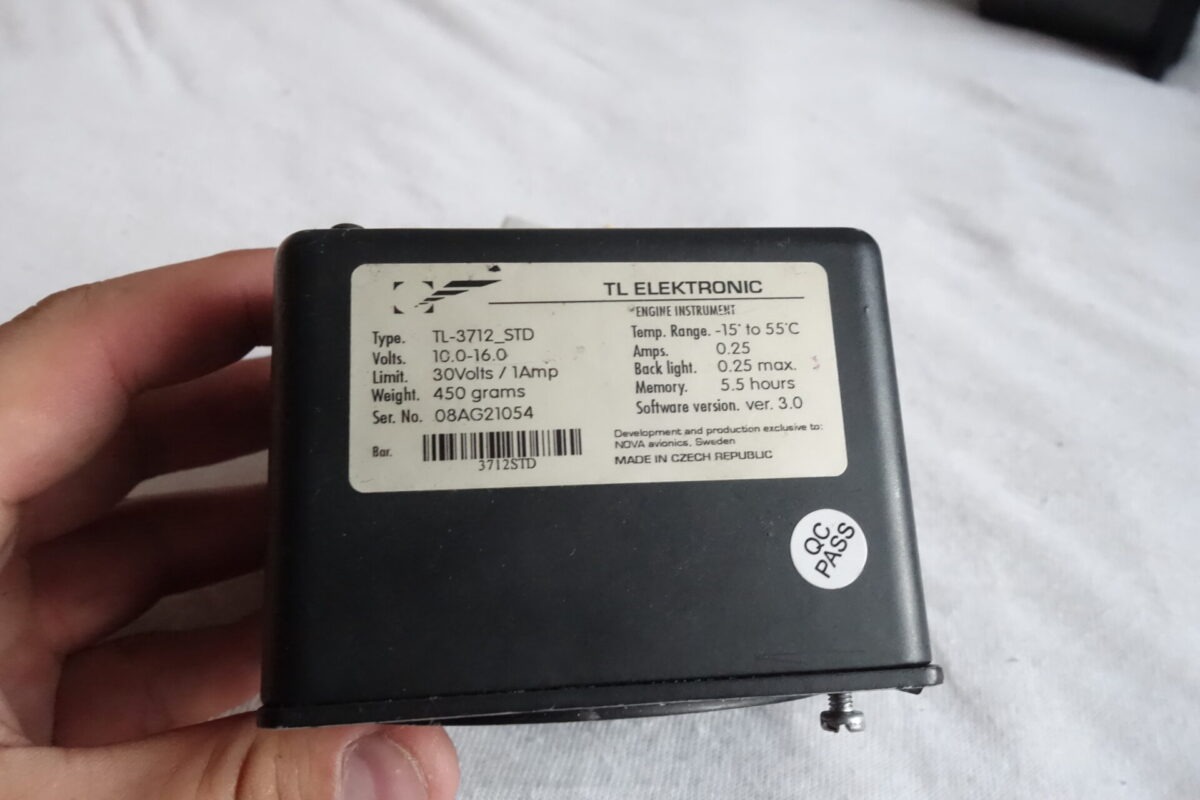 TL ELEKTRONIC
ENGINE INSTRUMENT
Type. TL-3712_STD
Volts. 10.0-16.0
Limit. 30Volts / 1Amp
Weight. 450 grams
Ser. No. 08AG21054
Bar.
3712STD
Temp. Range. -15° to 55°C
Amps. 0.25
Back light. 0.25 max.
Memory. 5.5 hours
Software version. ver. 3.0
Development and production exclusive to:
NOVA avionics, Sweden
MADE IN CZECH REPUBLIC
QC
PASS